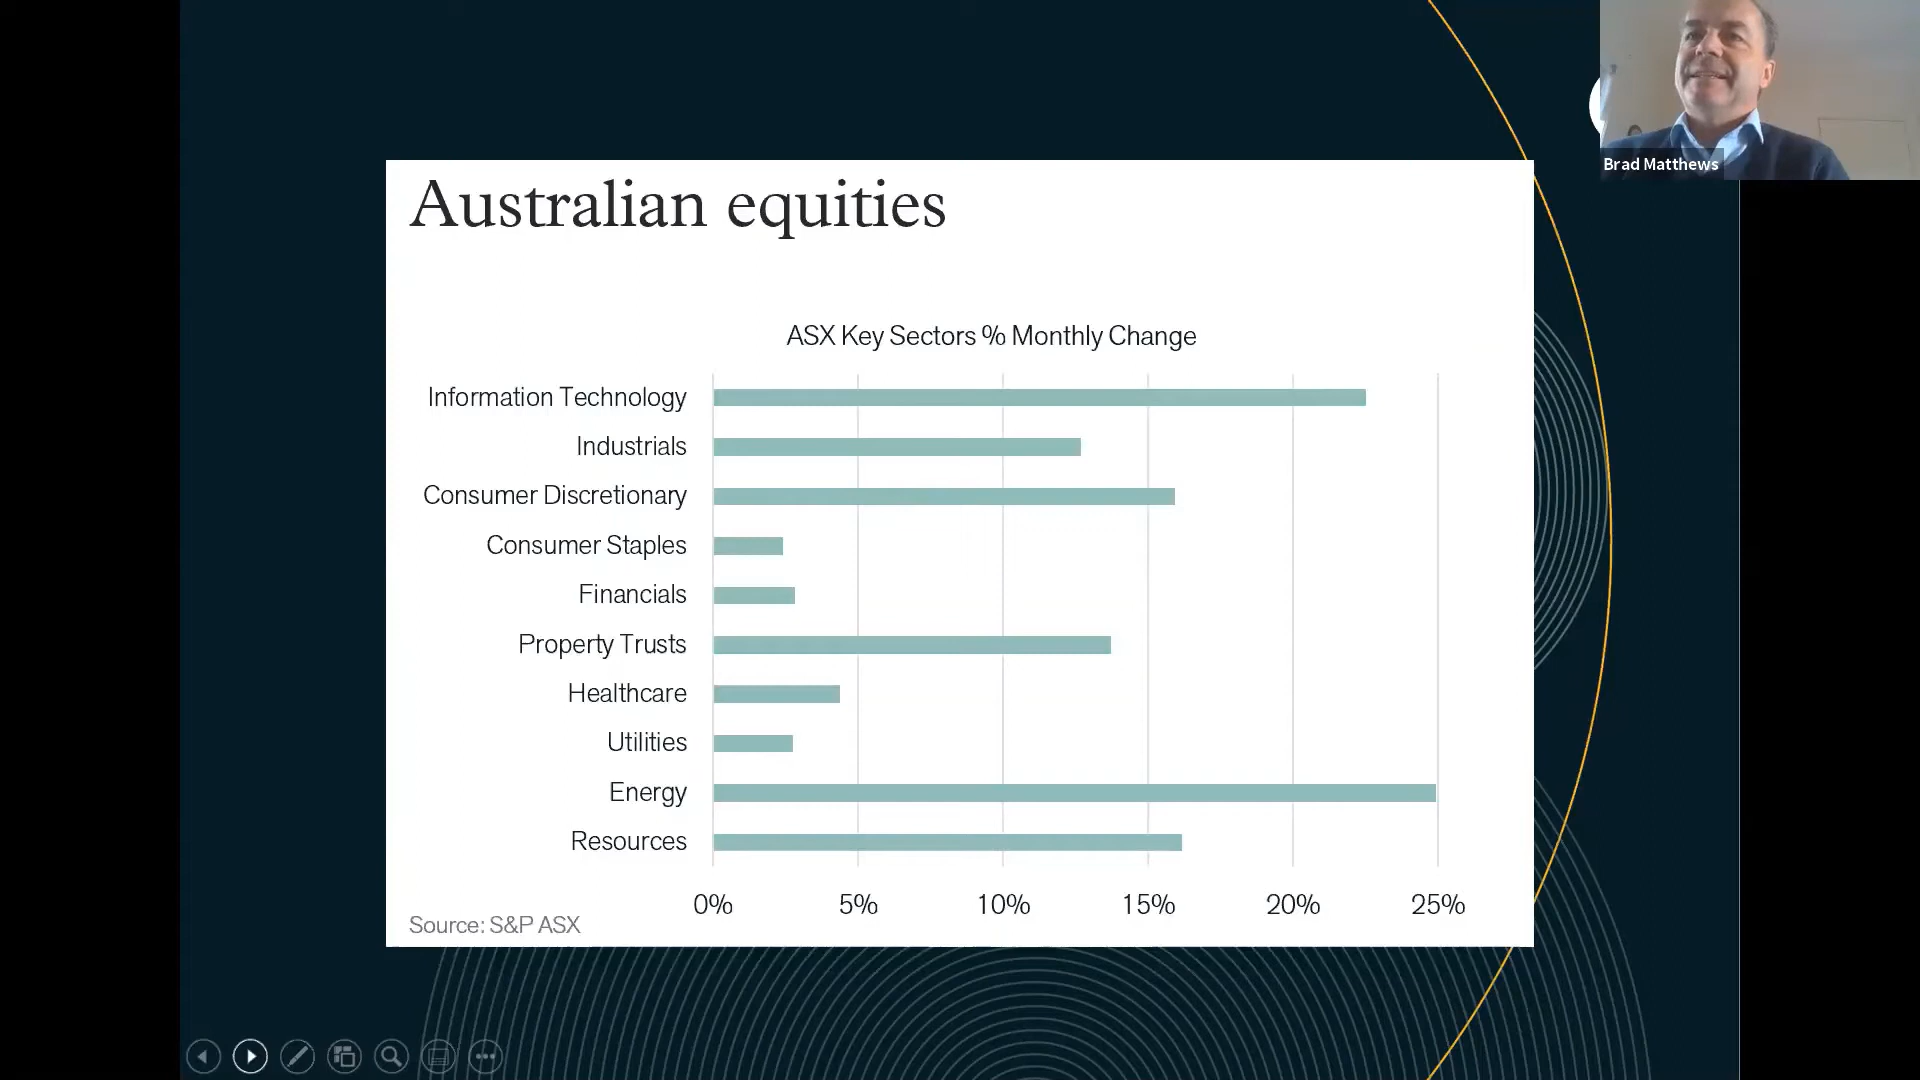 Brad Matthews
Australian equities
ASX Key Sectors % Monthly Change
Information Technology
Industrials
Consumer Discretionary
Consumer Staples
Financials
Property Trusts
Healthcare
Utilities
Energy
Resources
0% 5% 10% 15% 20% 25%
Source: S&P ASX